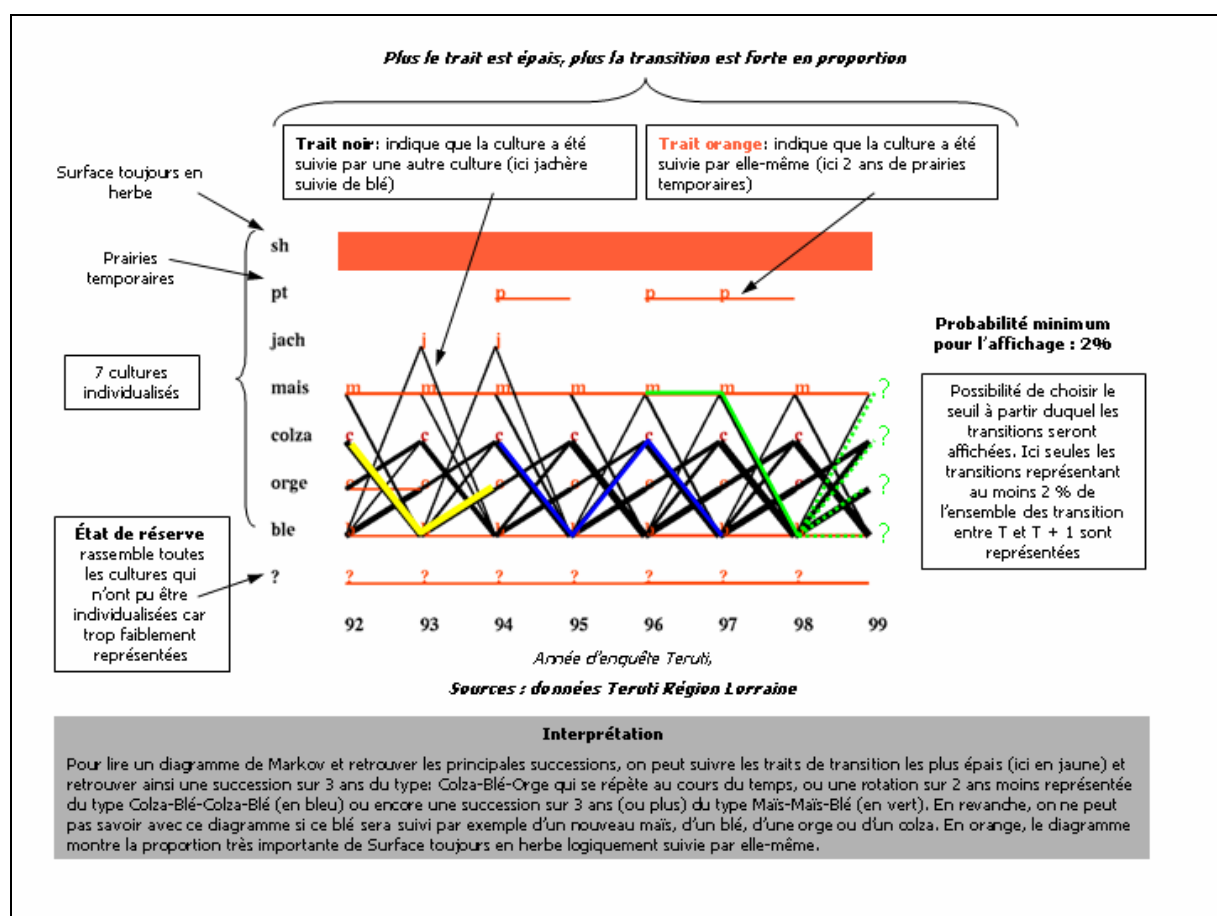 Plus le trait est épais, plus la transition est forte en proportion
Trait noir: indique que la culture a été
suivie par une autre culture (ici jachère
suivie de blé)
Trait orange: indique que la culture a été
suivie par elle-même (ici 2 ans de prairies
temporaires)
Surface toujours en
herbe
Prairies
temporaires
7 cultures
individualisés
État de réserve
rassemble toutes
les cultures qui
n'ont pu être
individualisées car
trop faiblement
représentées
sh
pt
p p p
jach
j j
mais
m m m m m m m ?
colza
c c c c c c c ?
orge
?
ble
?
?
? ? ? ? ? ? ?
92 93 94 95 96 97 98 99
Probabilité minimum
pour l'affichage : 2%
Possibilité de choisir le
seuil à partir duquel les
transitions seront
affichées. Ici seules les
transitions représentant
au moins 2 % de
l'ensemble des transition
entre T et T + 1 sont
représentées
Année d'enquête Teruti,
Sources : données Teruti Région Lorraine
Interprétation
Pour lire un diagramme de Markov et retrouver les principales successions, on peut suivre les traits de transition les plus épais (ici en jaune) et
retrouver ainsi une succession sur 3 ans du type: Colza-Blé-Orge qui se répète au cours du temps, ou une rotation sur 2 ans moins représentée
du type Colza-Blé-Colza-Blé (en bleu) ou encore une succession sur 3 ans (ou plus) du type Maïs-Maïs-Blé (en vert). En revanche, on ne peut
pas savoir avec ce diagramme si ce blé sera suivi par exemple d'un nouveau maïs, d'un blé, d'une orge ou d'un colza. En orange, le diagramme
montre la proportion très importante de Surface toujours en herbe logiquement suivie par elle-même.